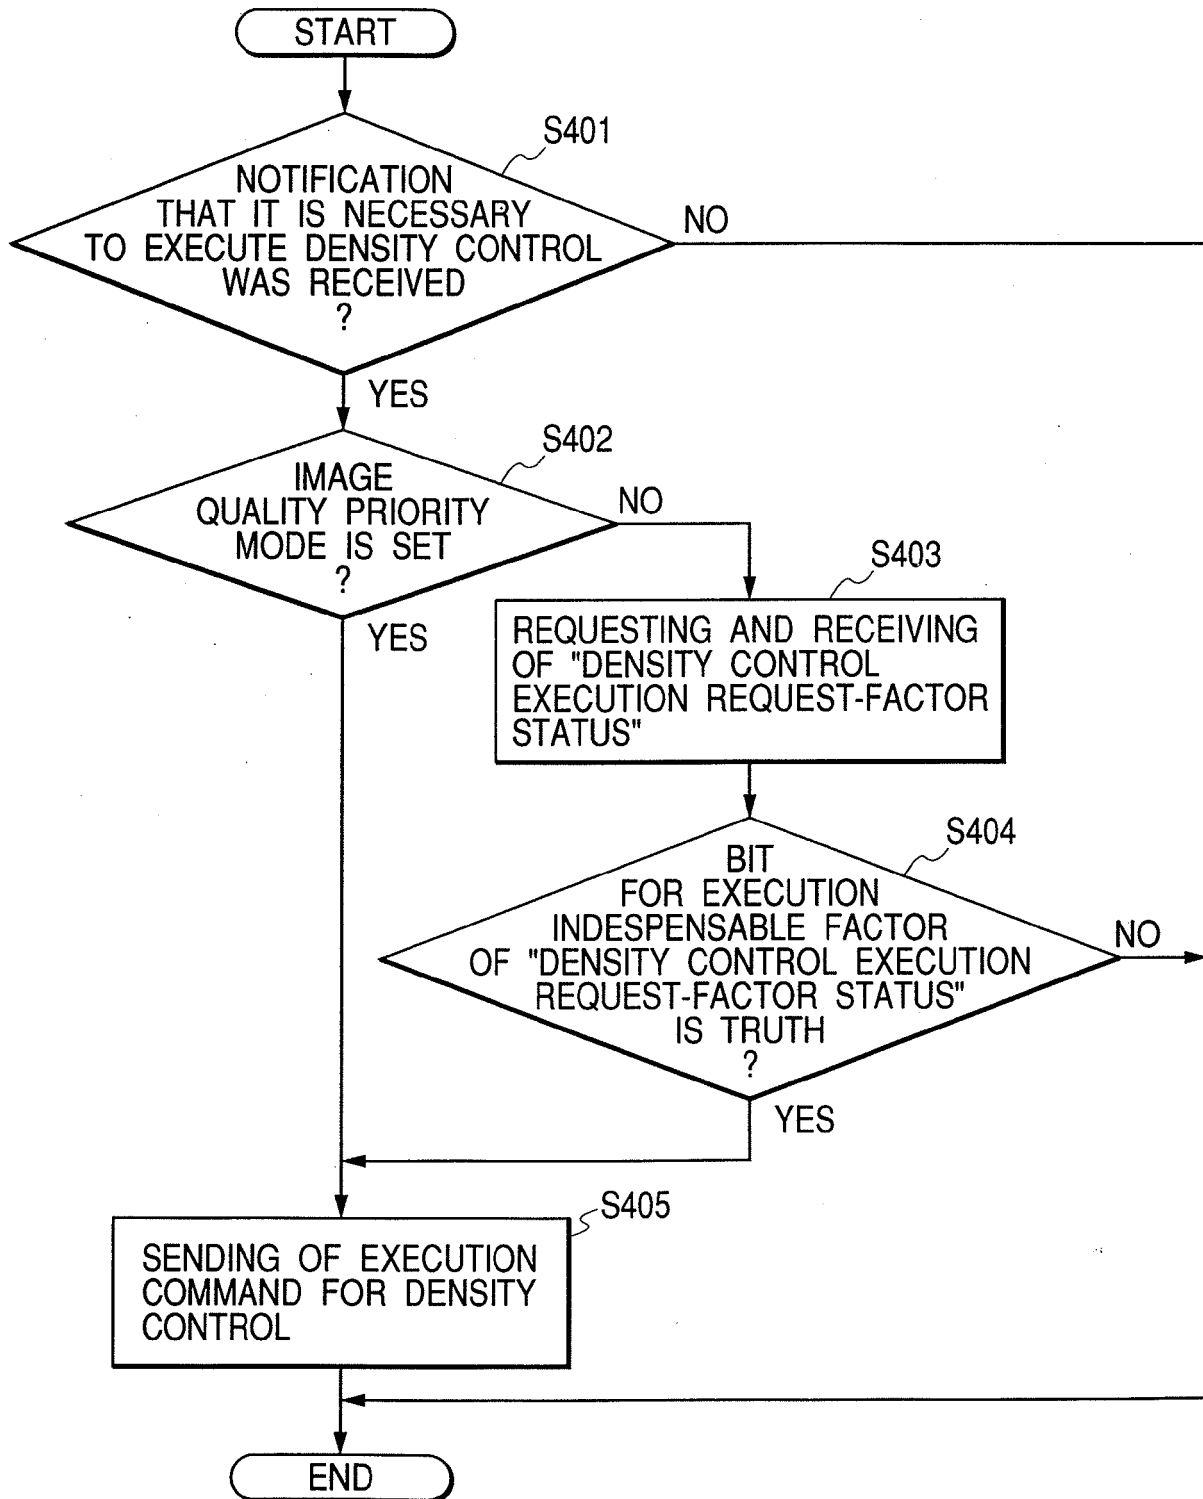 START
S401
NOTIFICATION
THAT IT IS NECESSARY
TO EXECUTE DENSITY CONTROL
WAS RECEIVED
?
NO
YES
S402
IMAGE
QUALITY PRIORITY
MODE IS SET
?
NO
YES
S403
REQUESTING AND RECEIVING
OF "DENSITY CONTROL
EXECUTION REQUEST-FACTOR
STATUS"
S404
BIT
FOR EXECUTION
INDESPENSABLE FACTOR
OF "DENSITY CONTROL EXECUTION
REQUEST-FACTOR STATUS"
IS TRUTH
?
NO
YES
S405
SENDING OF EXECUTION
COMMAND FOR DENSITY
CONTROL
END